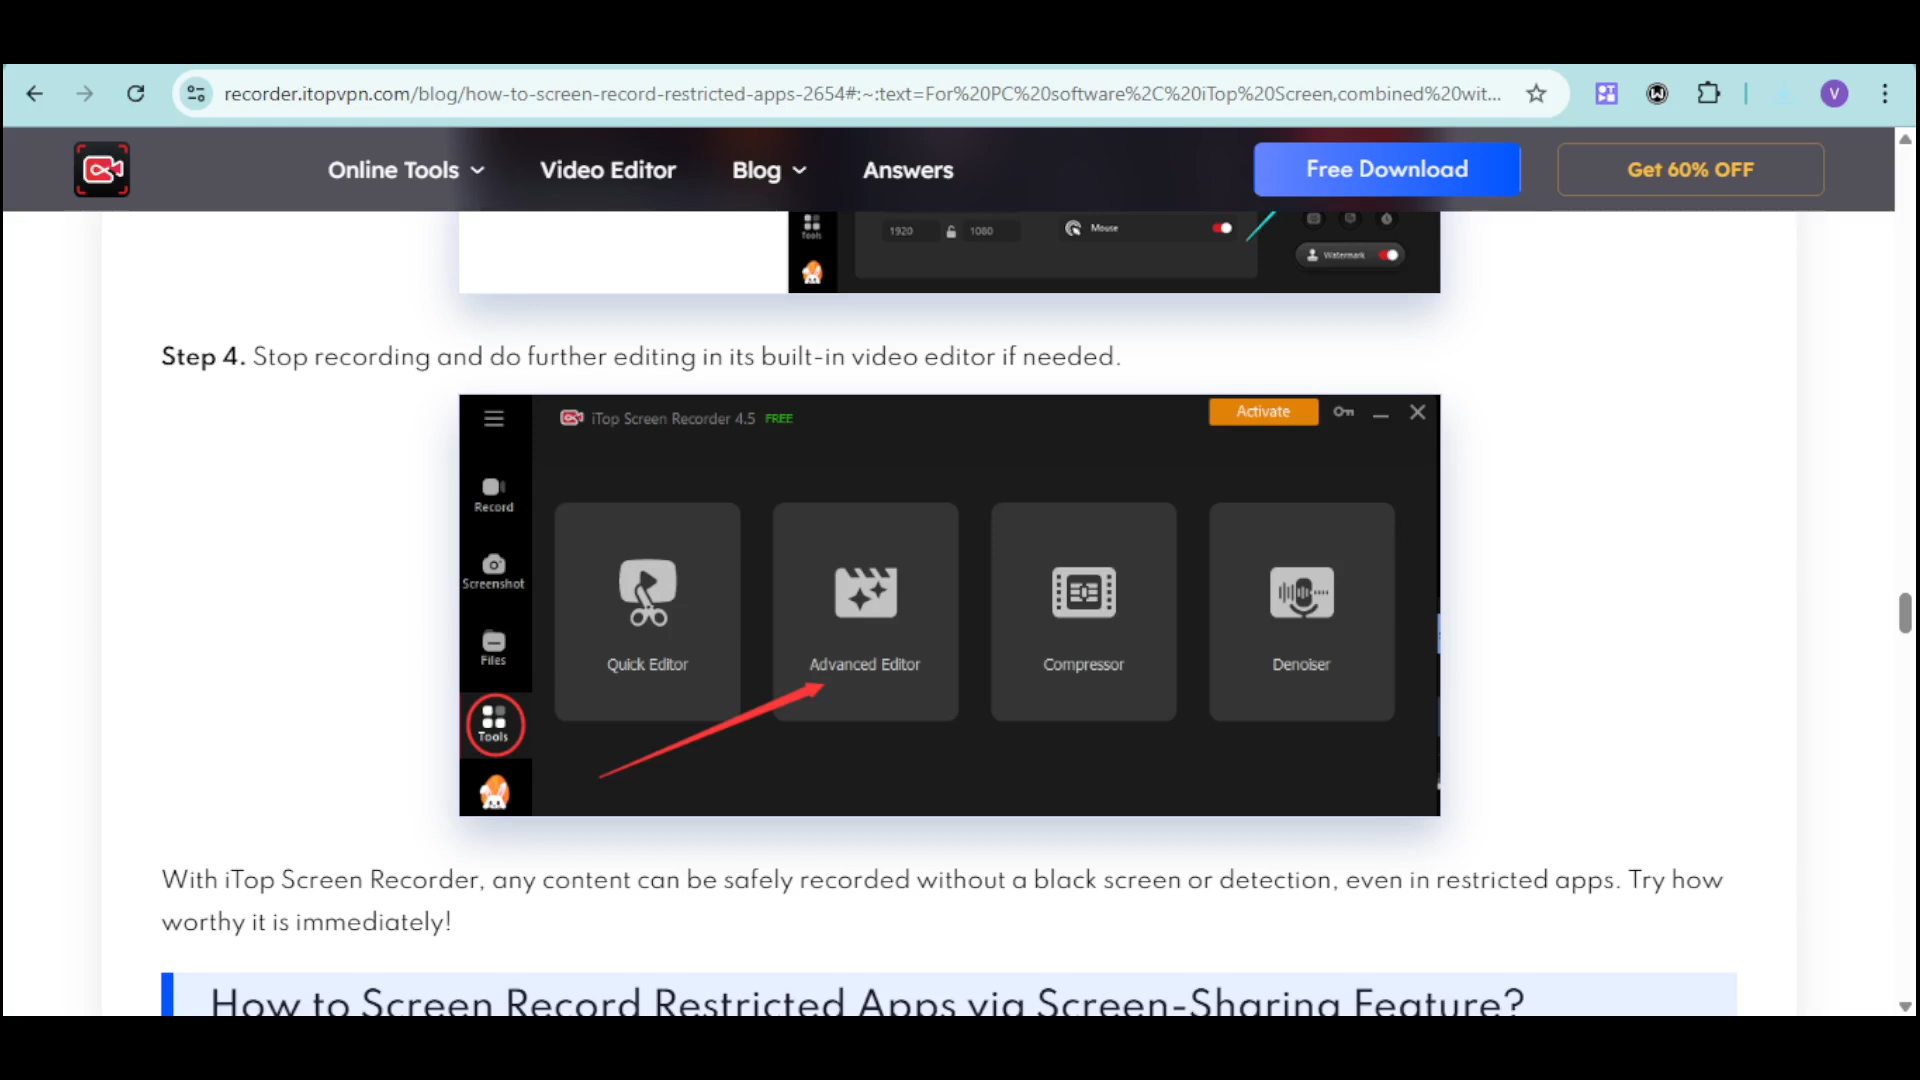 recorder.itopvpn.com/blog/how-to-screen-record-restricted-apps-2654#:~:text=For%20PC%20software%2C%20iTop%20Screen,combined%20wit...
V
Online Tools
Video Editor
Blog
Answers
Free Download
Get 60% OFF
Tools
1920
1080
Mouse
Watermark
Step 4. Stop recording and do further editing in its built-in video editor if needed.
iTop Screen Recorder 4.5 FREE
Activate
Record
Screenshot
Files
Tools
Quick Editor
Advanced Editor
Compressor
Denoiser
With iTop Screen Recorder, any content can be safely recorded without a black screen or detection, even in restricted apps. Try how
worthy it is immediately!
How to Screen Record Restricted Apps via Screen-Sharing Feature?